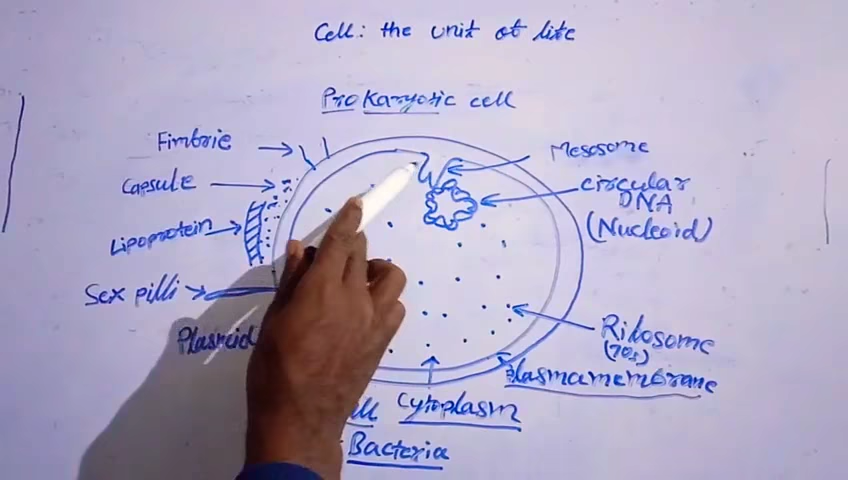 Cell: the unit of life
Prokaryotic cell
Fimbrie
Capsule
Lipoprotein
Sex pilli
Plasmid
Mesosome
circular
DNA
(Nucleoid)
Ribosome
(70s)
Plasmamembrane
Cytoplasm
Bacteria